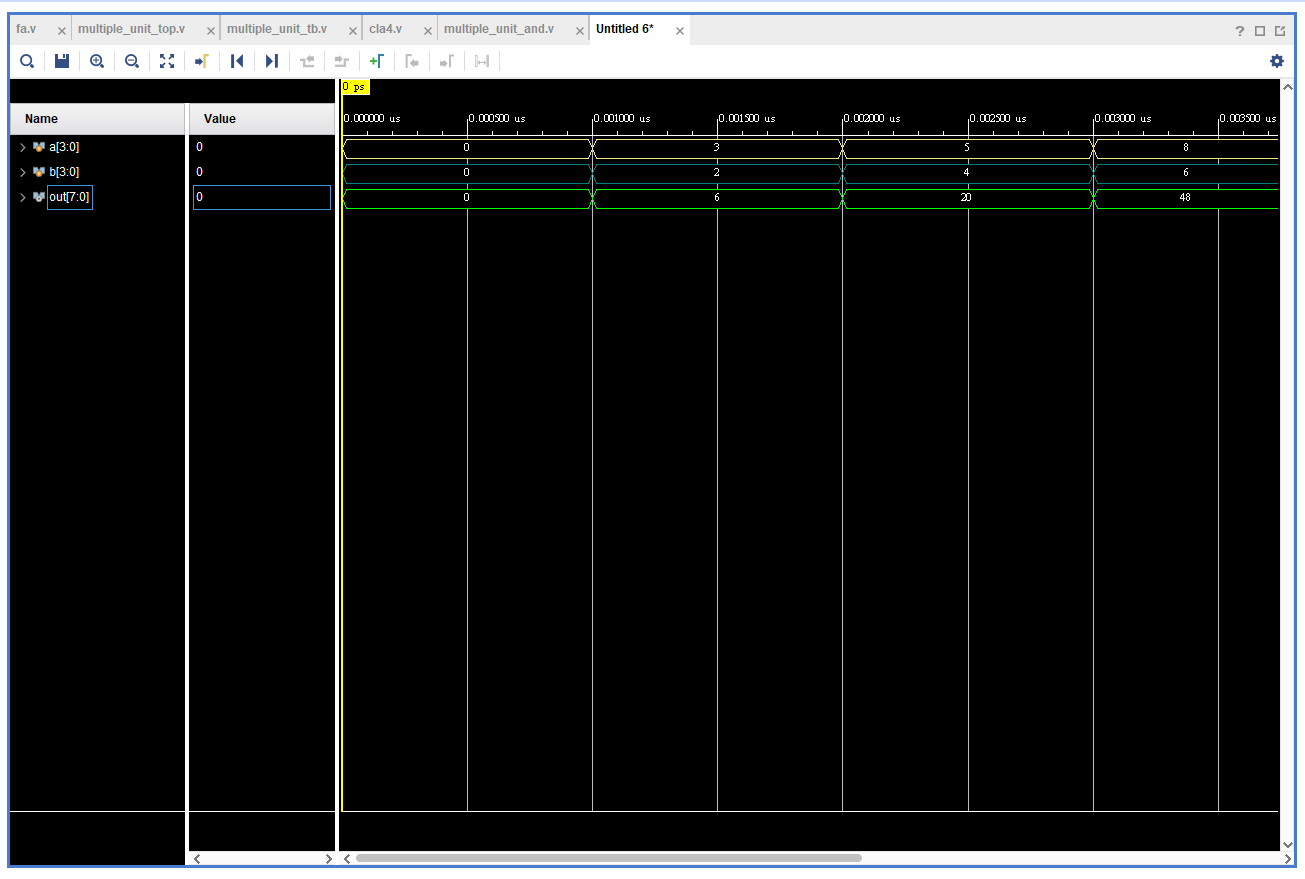 fa.v multiple_unit_top.v multiple_unit_tb.v cla4.v multiple_unit_and.v Untitled 6*
0 ps
Name Value
0.000000 us 0.000500 us 0.001000 us 0.001500 us 0.002000 us 0.002500 us 0.003000 us 0.003500 us
a[3:0] 0 0 3 5 8
b[3:0] 0 0 2 4 6
out[7:0] 0 0 6 20 48